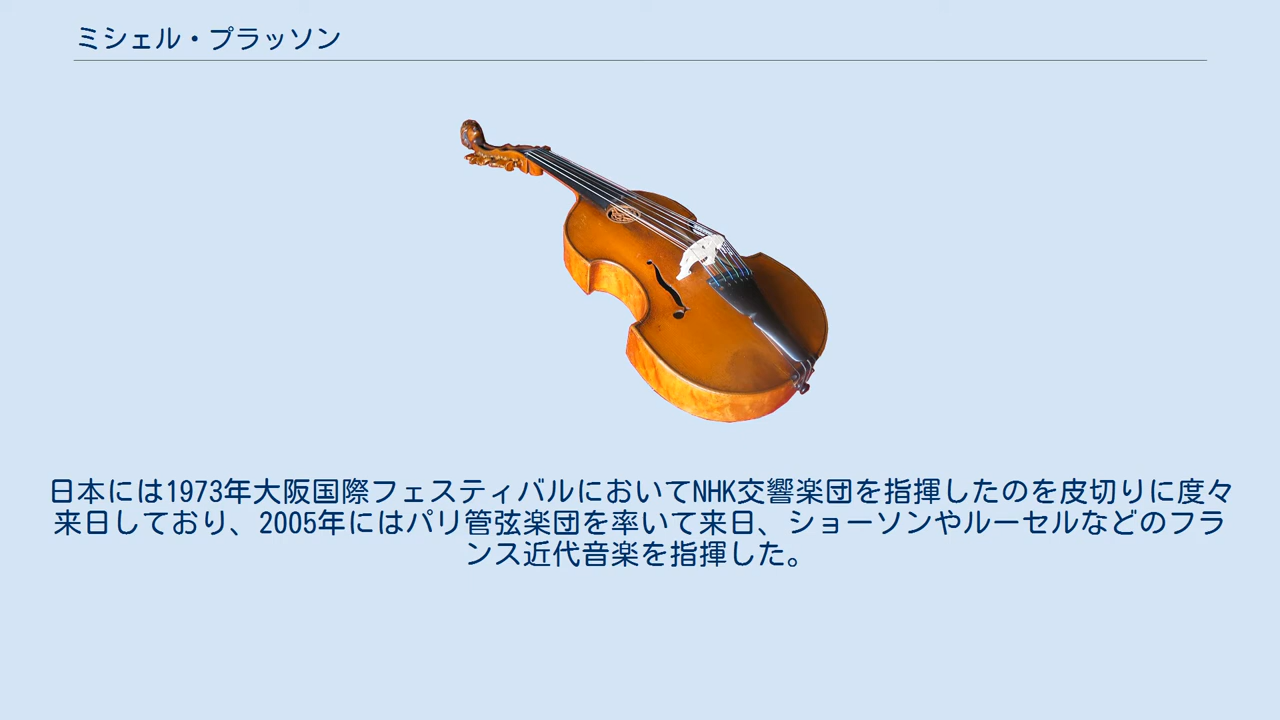 ミシェル・プラッソン
日本には1973年大阪国際フェスティバルにおいてNHK交響楽団を指揮したのを皮切りに度々
来日しており、2005年にはパリ管弦楽団を率いて来日、ショーソンやルーセルなどのフラ
ンス近代音楽を指揮した。